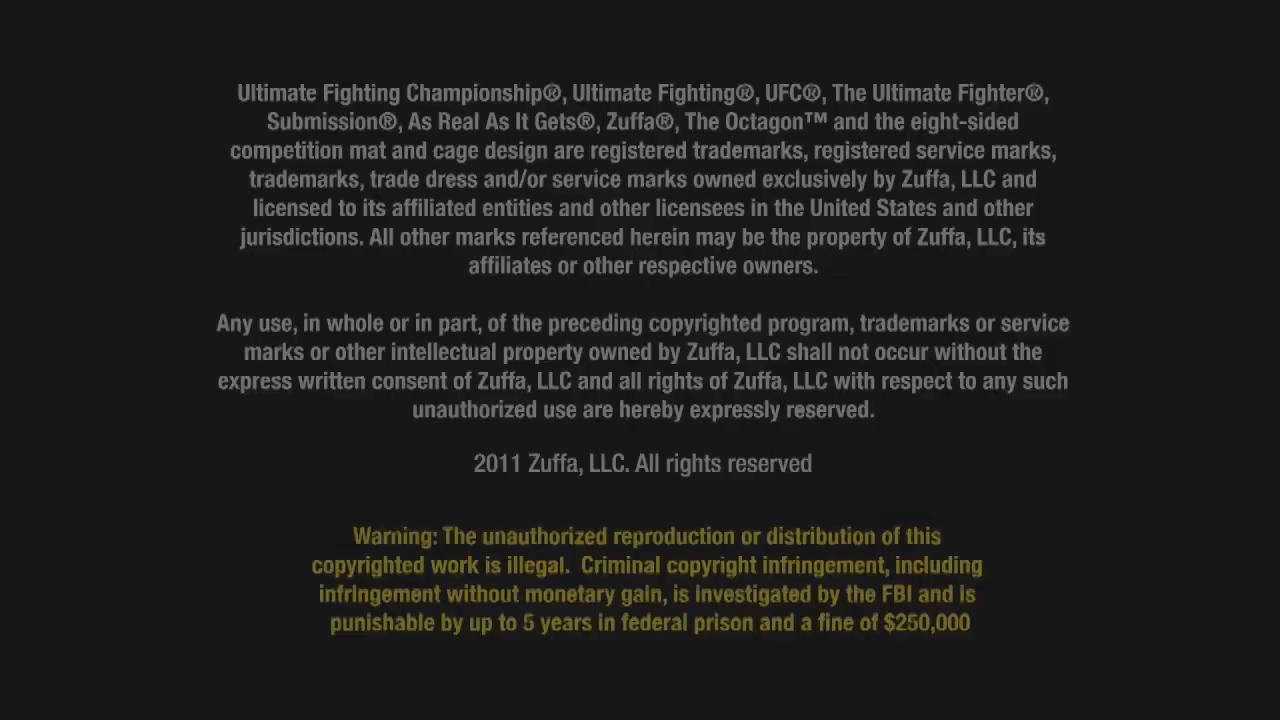 Ultimate Fighting Championship®, Ultimate Fighting®, UFC®, The Ultimate Fighter®,
Submission®, As Real As It Gets®, Zuffa®, The Octagon™ and the eight-sided
competition mat and cage design are registered trademarks, registered service marks,
trademarks, trade dress and/or service marks owned exclusively by Zuffa, LLC and
licensed to its affiliated entities and other licensees in the United States and other
jurisdictions. All other marks referenced herein may be the property of Zuffa, LLC, its
affiliates or other respective owners.
Any use, in whole or in part, of the preceding copyrighted program, trademarks or service
marks or other intellectual property owned by Zuffa, LLC shall not occur without the
express written consent of Zuffa, LLC and all rights of Zuffa, LLC with respect to any such
unauthorized use are hereby expressly reserved.
2011 Zuffa, LLC. All rights reserved
Warning: The unauthorized reproduction or distribution of this
copyrighted work is illegal.  Criminal copyright infringement, including
infringement without monetary gain, is investigated by the FBI and is
punishable by up to 5 years in federal prison and a fine of $250,000